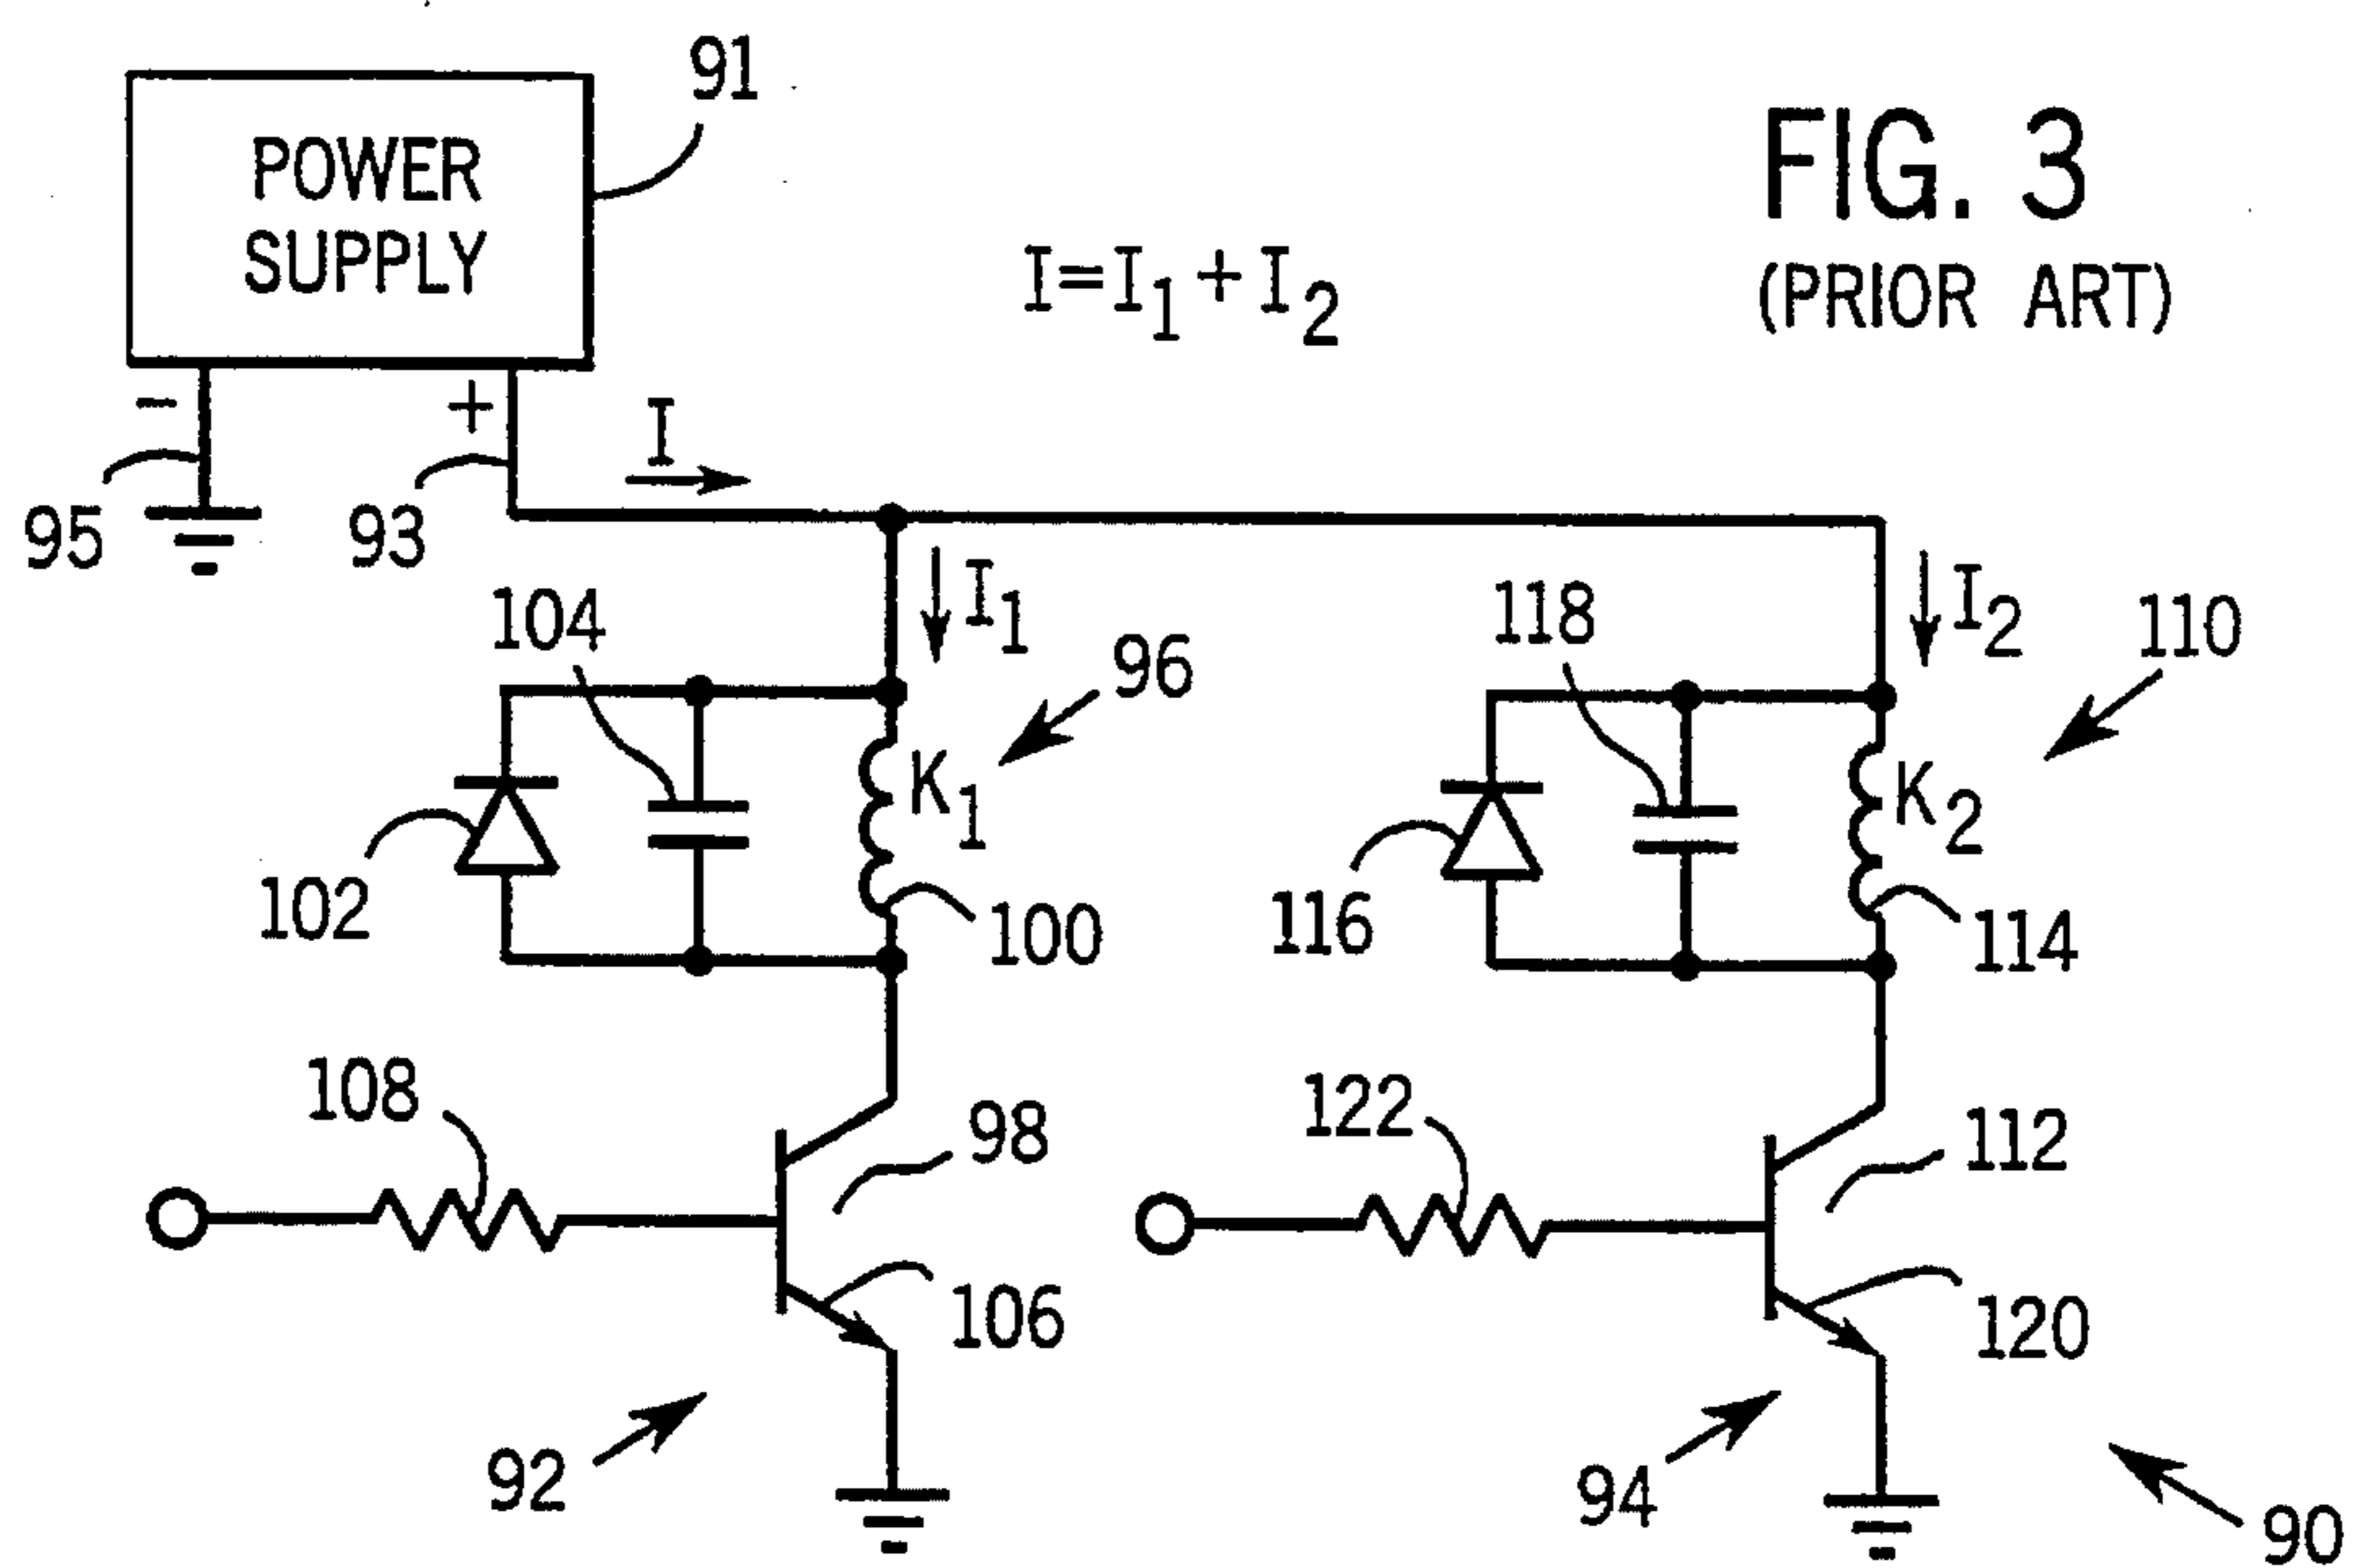 91
POWER
SUPPLY
FIG. 3
(PRIOR ART)
I=I1+I2
-
+
I
95
93
I1
I2
104
96
118
110
K1
K2
102
100
116
114
108
98
122
112
106
120
92
94
90